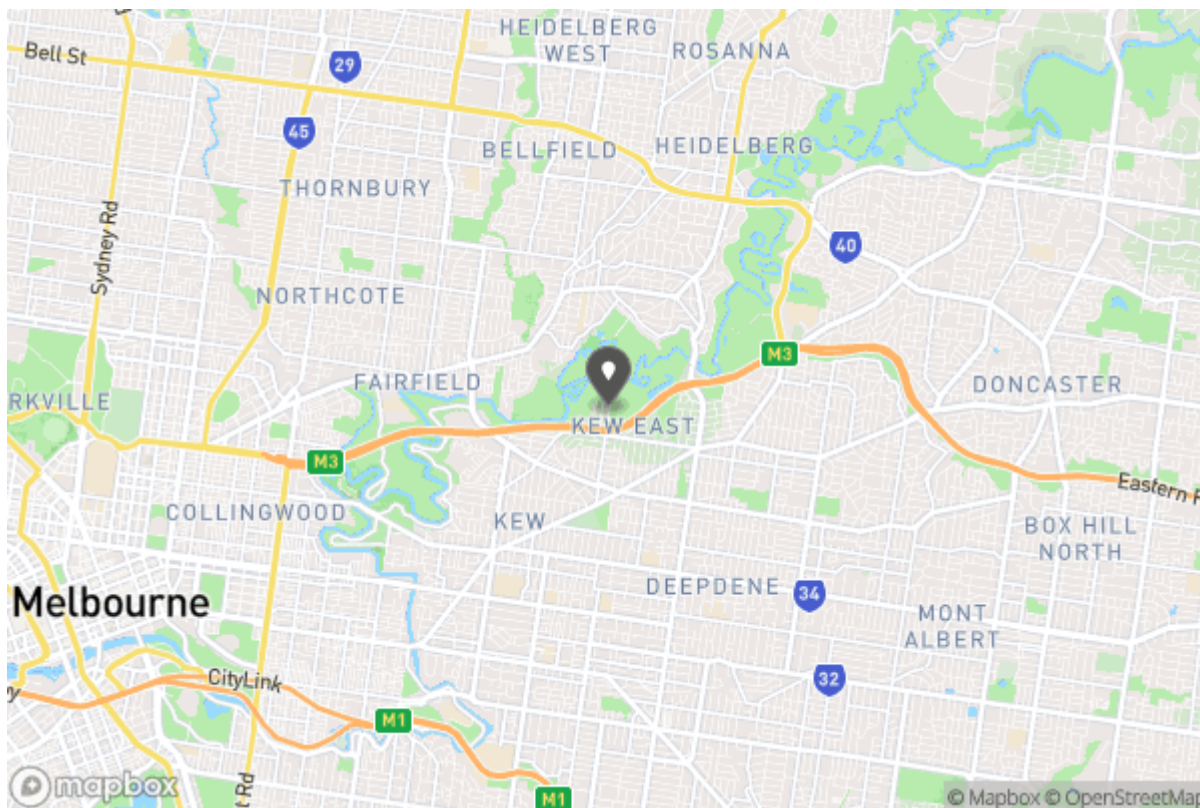 HEIDELBERG
WEST
ROSANNA
Bell St
29
45
BELLFIELD
HEIDELBERG
THORNBURY
Sydney Rd
40
NORTHCOTE
M3
FAIRFIELD
DONCASTER
RKVILLE
KEW EAST
M3
Eastern F
COLLINGWOOD
KEW
BOX HILL
NORTH
DEEPDENE
34
Melbourne
MONT
ALBERT
CityLink
32
M1
mapbox
t Rd
M1
© Mapbox © OpenStreetMap